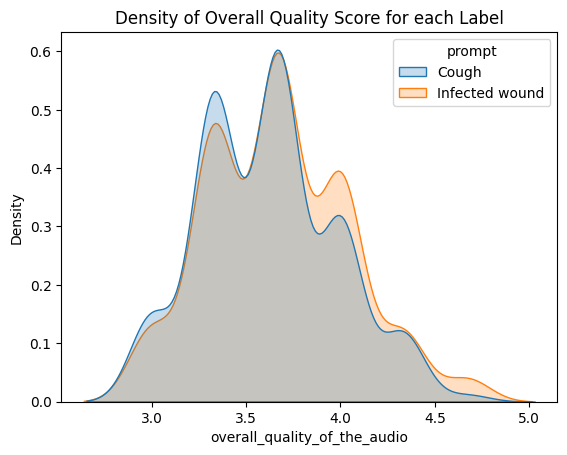 Density of Overall Quality Score for each Label
prompt
Cough
Infected wound
Density
0.6
0.5
0.4
0.3
0.2
0.1
0.0
3.0
3.5
4.0
4.5
5.0
overall_quality_of_the_audio